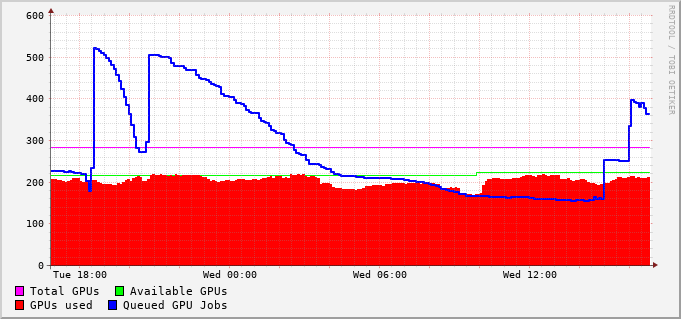 600
500
400
300
200
100
0
Tue 18:00 Wed 00:00 Wed 06:00 Wed 12:00
Total GPUs Available GPUs
GPUs used Queued GPU Jobs
RRDTOOL / TOBI OETIKER